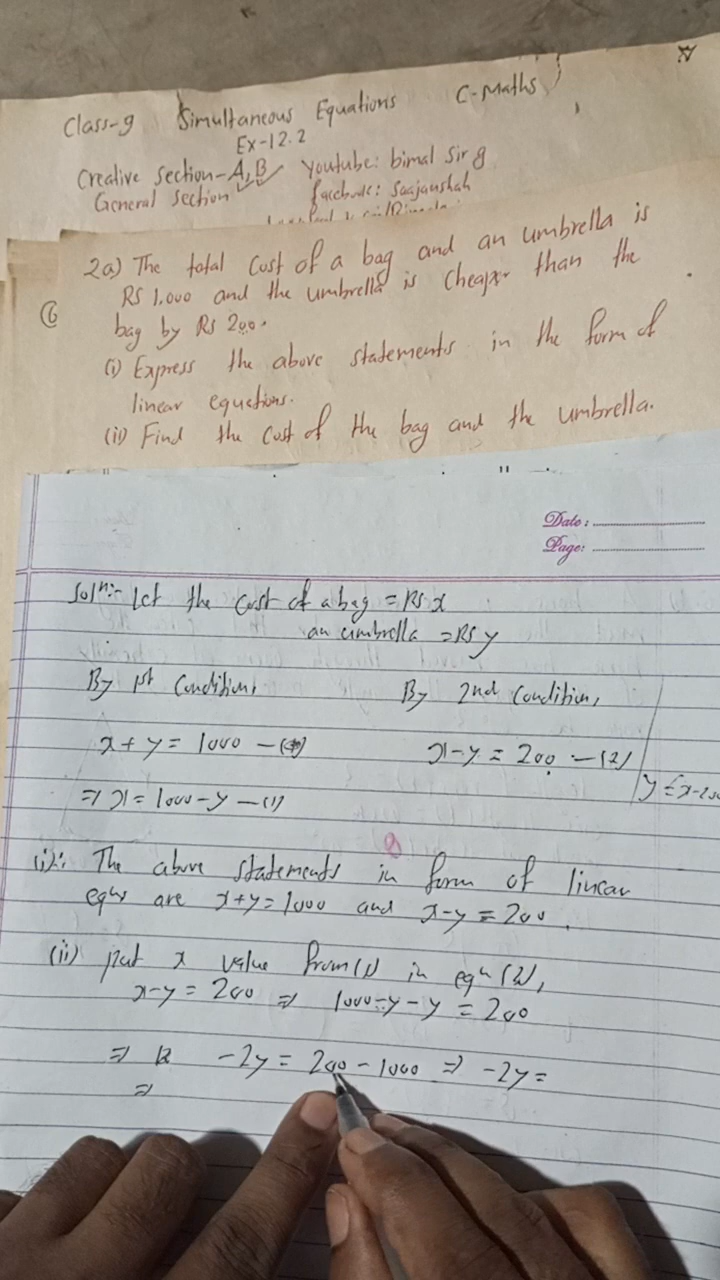 Class-9 Simultaneous Equations C-Maths
Ex-12.2
Creative Section-A, B youtube: bimal Sir g
General Section facebook: Saajanshah
2a) The total Cost of a bag and an umbrella is
RS 1,000 and the umbrella is cheaper than the
bag by RS 200.
(i) Express the above statements in the form of
linear equations.
(ii) Find the Cost of the bag and the umbrella.
Date:
Page:
Solⁿ:- Let the Cost of a bag = RS x
an umbrella = RS y
By 1st Condition, By 2nd Condition,
x + y = 1000 x-y = 200 -(2)
⇒ x = 1000-y -(1)
(i)∴ The above statements in form of linear
eqns are x+y=1000 and x-y = 200.
(ii) put x value from (1) in eqn (2),
x-y = 200 ⇒ 1000-y-y = 200
⇒ -2y = 200 - 1000 ⇒ -2y =
⇒